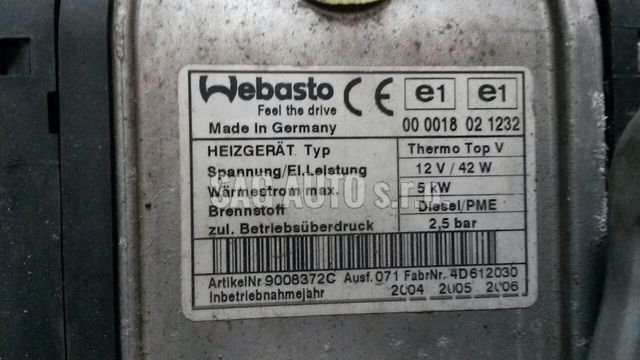 Webasto
Feel the drive
CE e1 e1
Made in Germany 00 0018 02 1232
HEIZGERÄT Typ Thermo Top V
Spannung/El.Leistung 12 V / 42 W
Wärmestrom max. 5 kW
SAG AUTO s.r.l.
Brennstoff Diesel/PME
zul. Betriebsüberdruck 2,5 bar
ArtikelNr 9008372C Ausf. 071 FabrNr. 4D612030
Inbetriebnahmejahr 2004 2005 2006